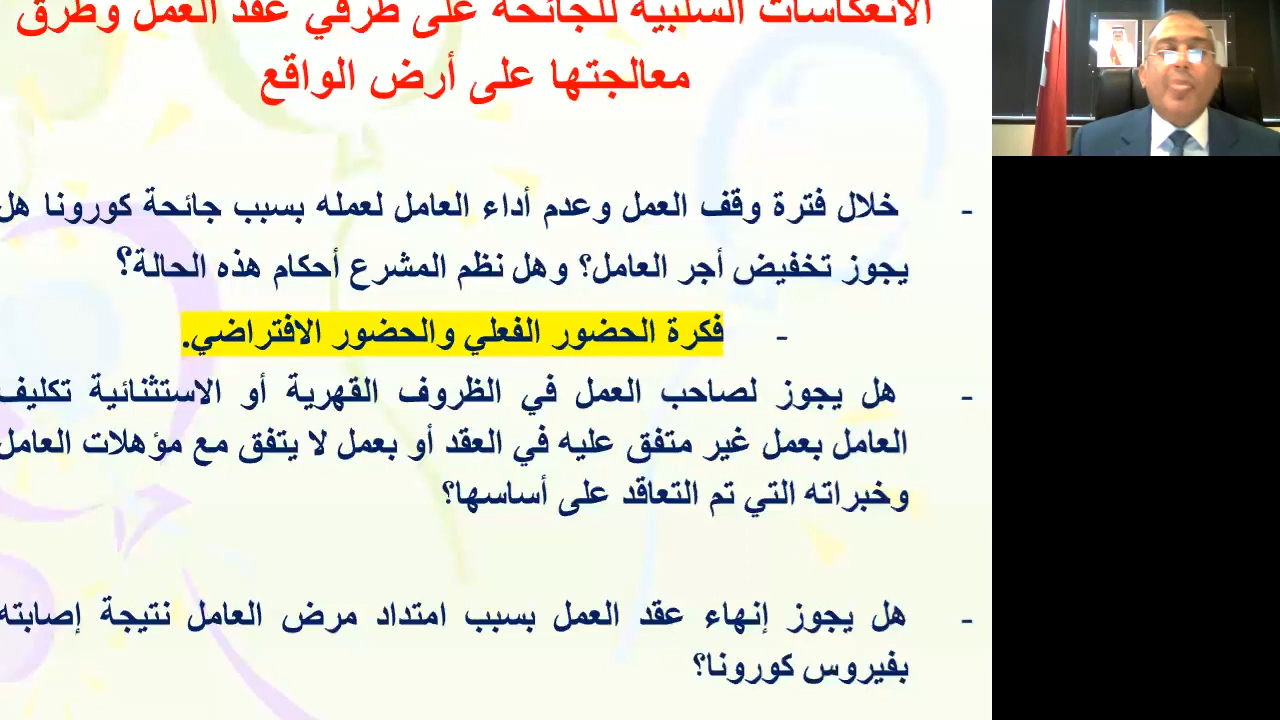 الانعكاسات السلبية للجائحة على طرفي عقد العمل وطرق
معالجتها على أرض الواقع
- خلال فترة وقف العمل وعدم أداء العامل لعمله بسبب جائحة كورونا هل
يجوز تخفيض أجر العامل؟ وهل نظم المشرع أحكام هذه الحالة؟
- فكرة الحضور الفعلي والحضور الافتراضي.
- هل يجوز لصاحب العمل في الظروف القهرية أو الاستثنائية تكليف
العامل بعمل غير متفق عليه في العقد أو بعمل لا يتفق مع مؤهلات العامل
وخبراته التي تم التعاقد على أساسها؟
- هل يجوز إنهاء عقد العمل بسبب امتداد مرض العامل نتيجة إصابته
بفيروس كورونا؟